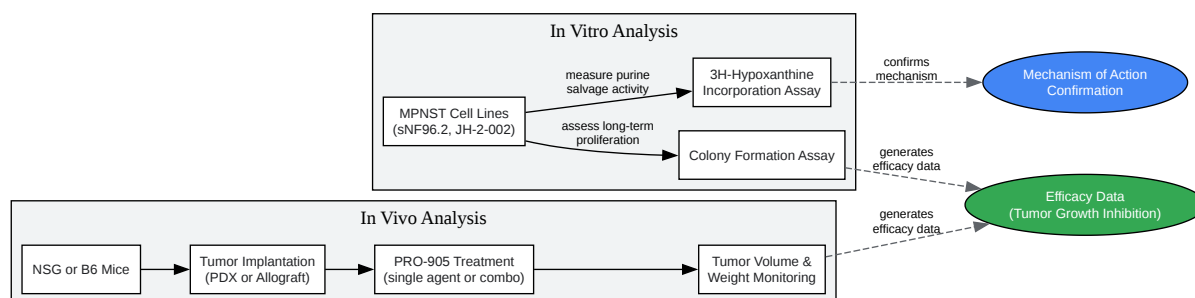 In Vitro Analysis
MPNST Cell Lines
(sNF96.2, JH-2-002)
measure purine
salvage activity
3H-Hypoxanthine
Incorporation Assay
confirms
mechanism
Mechanism of Action
Confirmation
assess long-term
proliferation
Colony Formation Assay
generates
efficacy data
Efficacy Data
(Tumor Growth Inhibition)
In Vivo Analysis
NSG or B6 Mice
Tumor Implantation
(PDX or Allograft)
PRO-905 Treatment
(single agent or combo)
Tumor Volume &
Weight Monitoring
generates
efficacy data